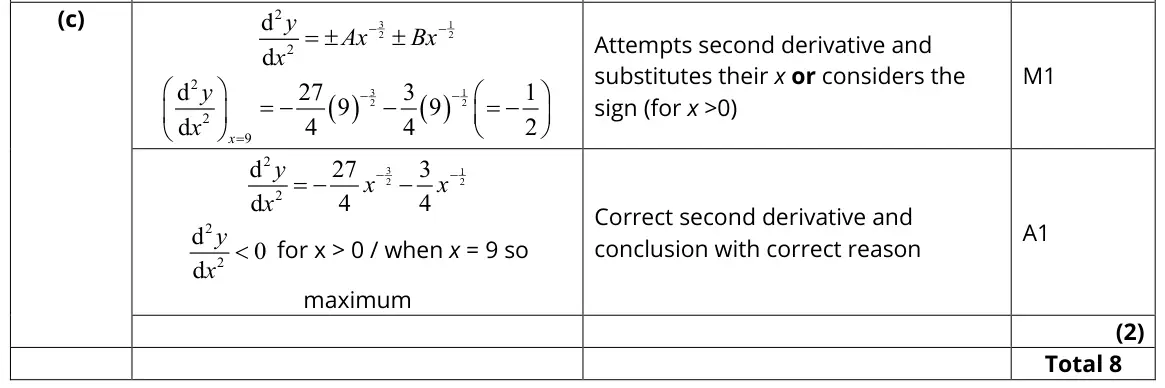 (c)
d²y/dx² = ±Ax^(-3/2) ± Bx^(-1/2)
(d²y/dx²)ₓ₌₉ = -27/4 (9)^(-3/2) - 3/4 (9)^(-1/2) (= -1/2)
Attempts second derivative and
substitutes their x or considers the
sign (for x >0)
M1
d²y/dx² = -27/4 x^(-3/2) - 3/4 x^(-1/2)
d²y/dx² < 0 for x > 0 / when x = 9 so
maximum
Correct second derivative and
conclusion with correct reason
A1
(2)
Total 8